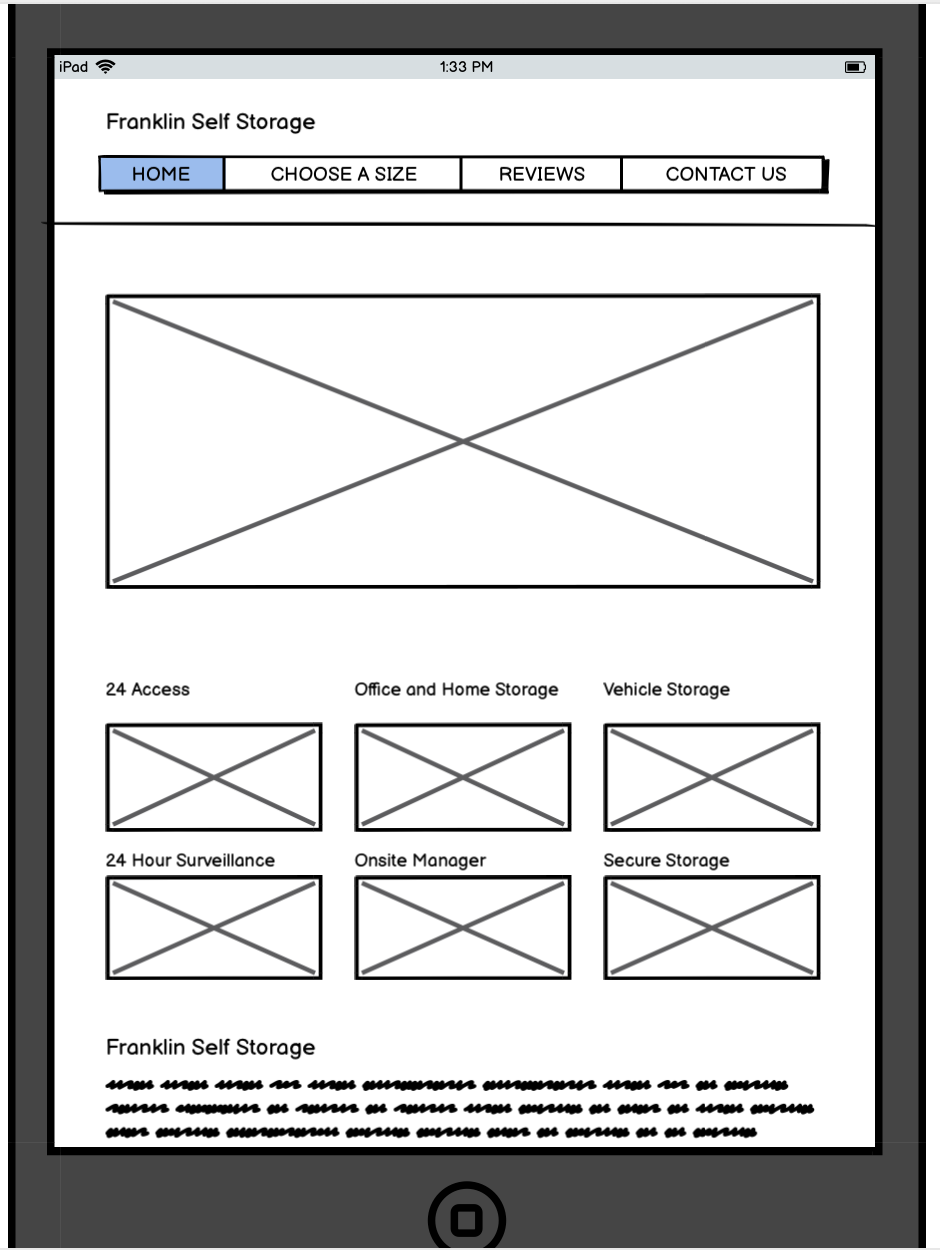 iPad 1:33 PM
Franklin Self Storage
HOME CHOOSE A SIZE REVIEWS CONTACT US
24 Access Office and Home Storage Vehicle Storage
24 Hour Surveillance Onsite Manager Secure Storage
Franklin Self Storage